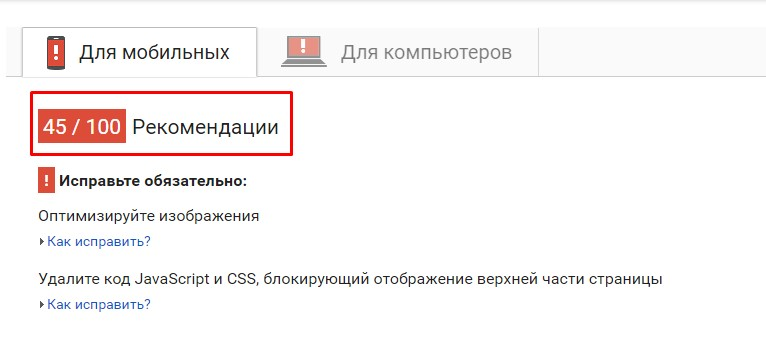 Для мобильных
Для компьютеров
45 / 100 Рекомендации
! Исправьте обязательно:
Оптимизируйте изображения
Как исправить?
Удалите код JavaScript и CSS, блокирующий отображение верхней части страницы
Как исправить?